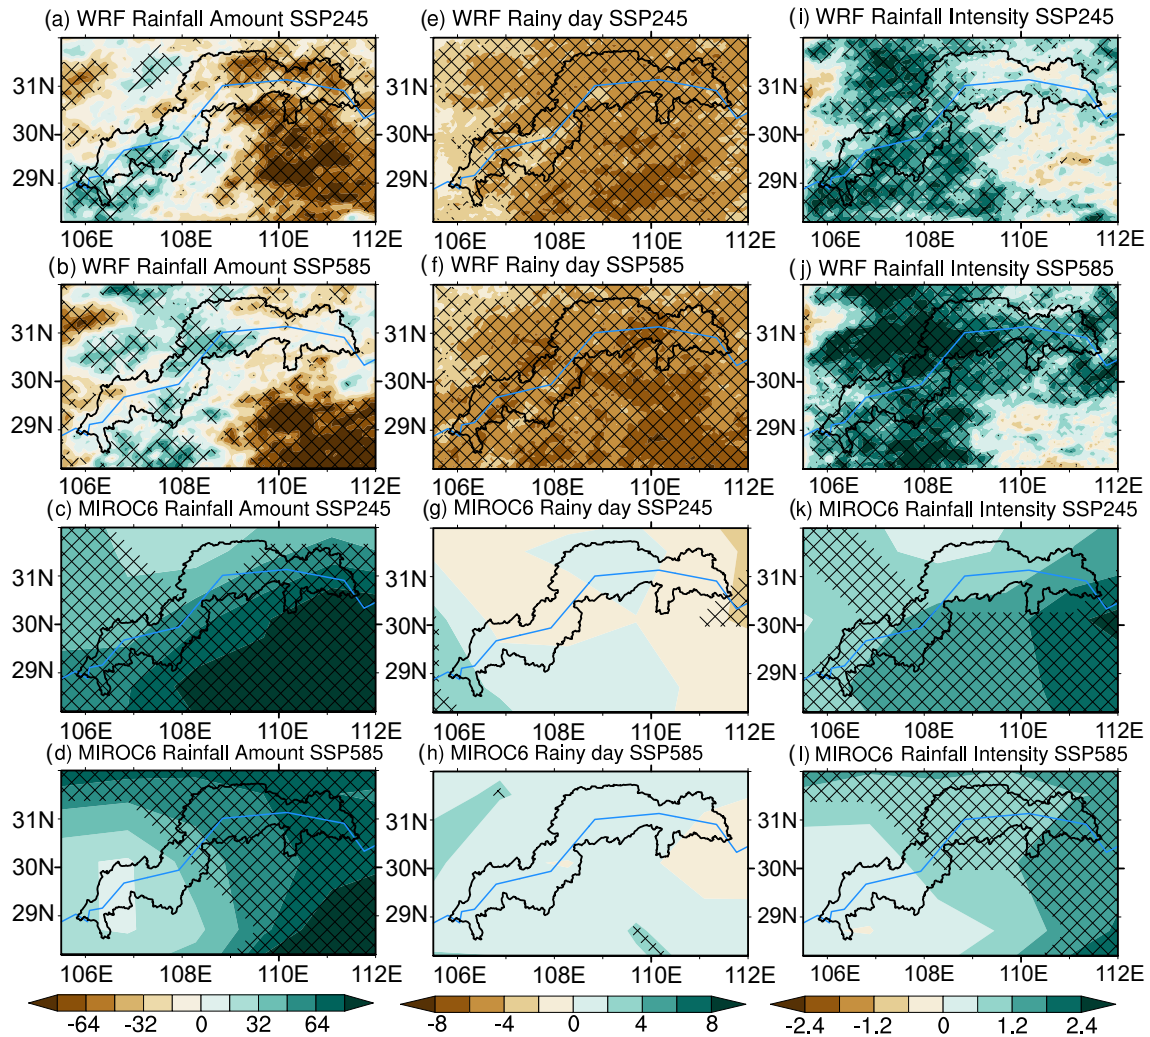 (a) WRF Rainfall Amount SSP245
(e) WRF Rainy day SSP245
(i) WRF Rainfall Intensity SSP245
31N 31N 31N
30N 30N 30N
29N 29N 29N
106E 108E 110E 112E 106E 108E 110E 112E 106E 108E 110E 112E
(b) WRF Rainfall Amount SSP585
(f) WRF Rainy day SSP585
(j) WRF Rainfall Intensity SSP585
31N 31N 31N
30N 30N 30N
29N 29N 29N
106E 108E 110E 112E 106E 108E 110E 112E 106E 108E 110E 112E
(c) MIROC6 Rainfall Amount SSP245
(g) MIROC6 Rainy day SSP245
(k) MIROC6 Rainfall Intensity SSP245
31N 31N 31N
30N 30N 30N
29N 29N 29N
106E 108E 110E 112E 106E 108E 110E 112E 106E 108E 110E 112E
(d) MIROC6 Rainfall Amount SSP585
(h) MIROC6 Rainy day SSP585
(l) MIROC6 Rainfall Intensity SSP585
31N 31N 31N
30N 30N 30N
29N 29N 29N
106E 108E 110E 112E 106E 108E 110E 112E 106E 108E 110E 112E
-64 -32 0 32 64
-8 -4 0 4 8
-2.4 -1.2 0 1.2 2.4